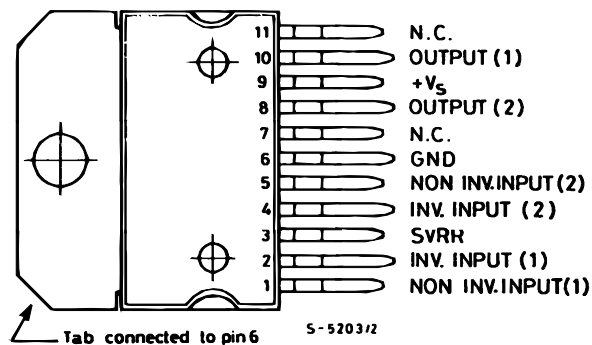 11 N.C.
10 OUTPUT (1)
9 +VS
8 OUTPUT (2)
7 N.C.
6 GND
5 NON INV. INPUT (2)
4 INV. INPUT (2)
3 SVRR
2 INV. INPUT (1)
1 NON INV. INPUT(1)
Tab connected to pin 6
S-5203/2